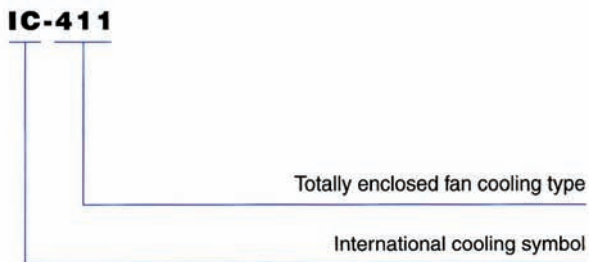 IC-411
Totally enclosed fan cooling type
International cooling symbol